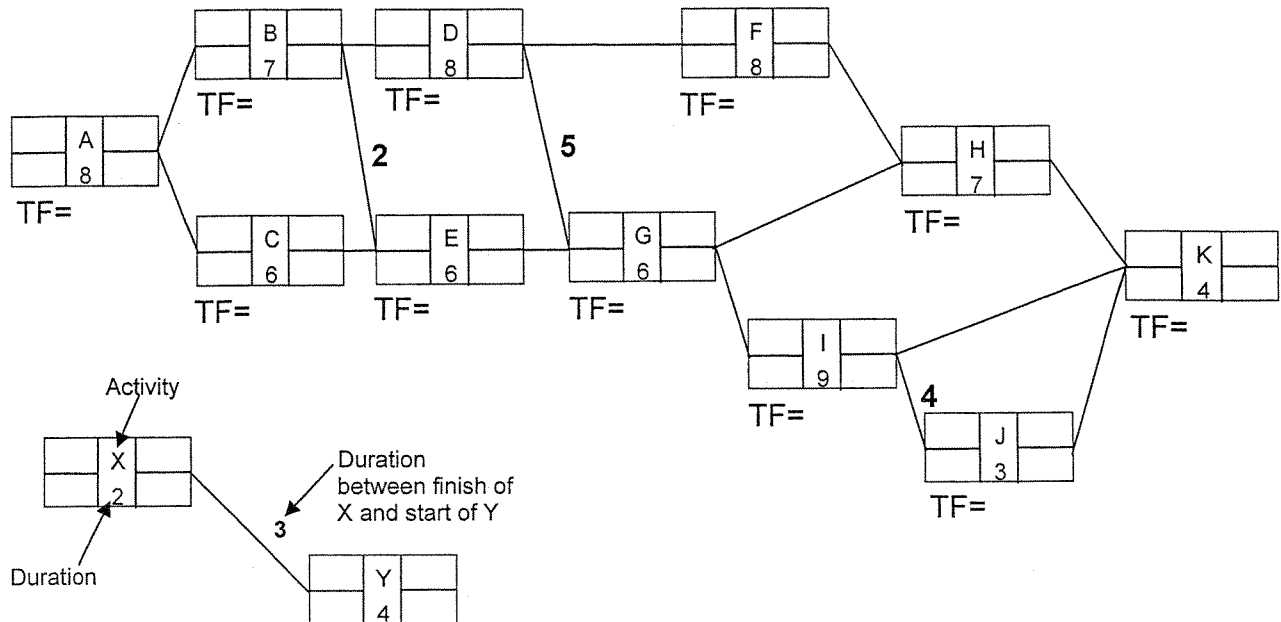 B
7
TF=
D
8
TF=
F
8
TF=
A
8
TF=
2
5
H
7
TF=
C
6
TF=
E
6
TF=
G
6
TF=
K
4
TF=
I
9
TF=
4
J
3
TF=
Activity
X
2
Duration
3
Duration
between finish of
X and start of Y
Y
4